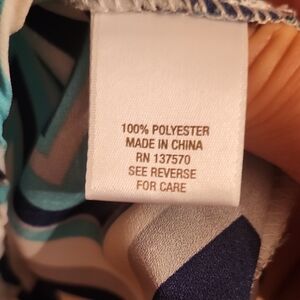 100% POLYESTER
MADE IN CHINA
RN 137570
SEE REVERSE
FOR CARE